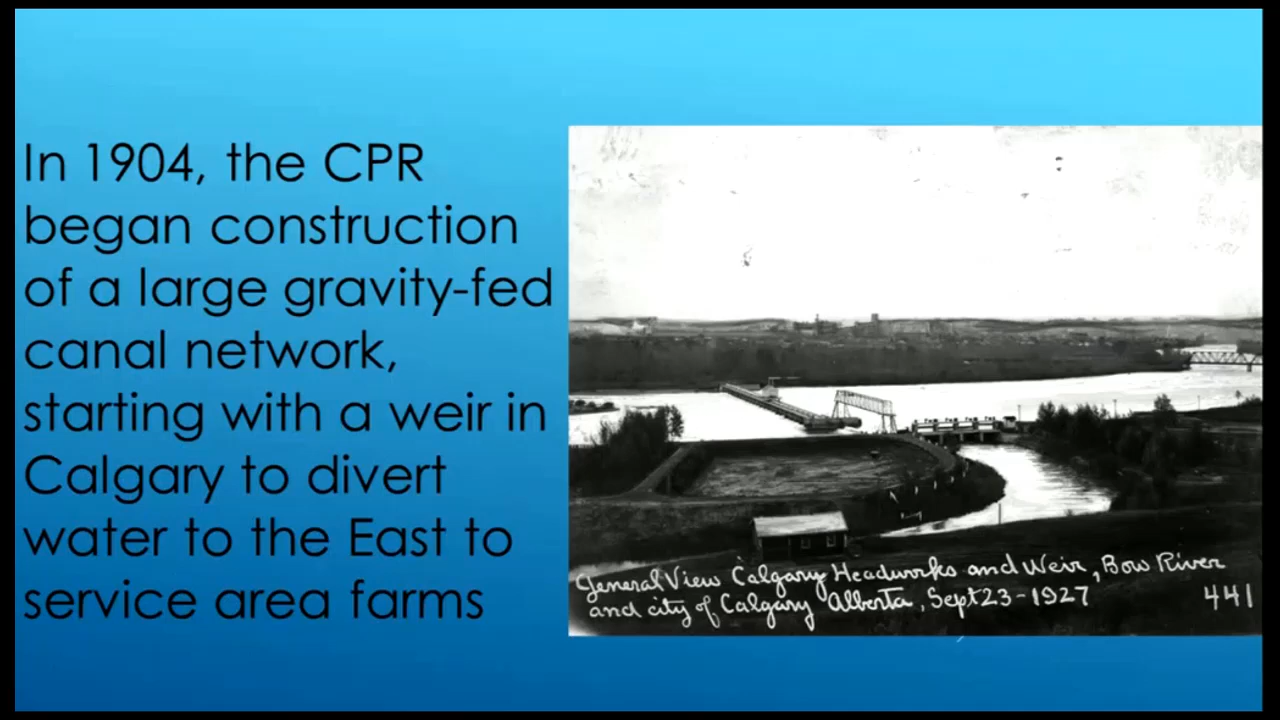 In 1904, the CPR
began construction
of a large gravity-fed
canal network,
starting with a weir in
Calgary to divert
water to the East to
service area farms
General View Calgary Headworks and Weir, Bow River
and city of Calgary Alberta, Sept 23-1927
441